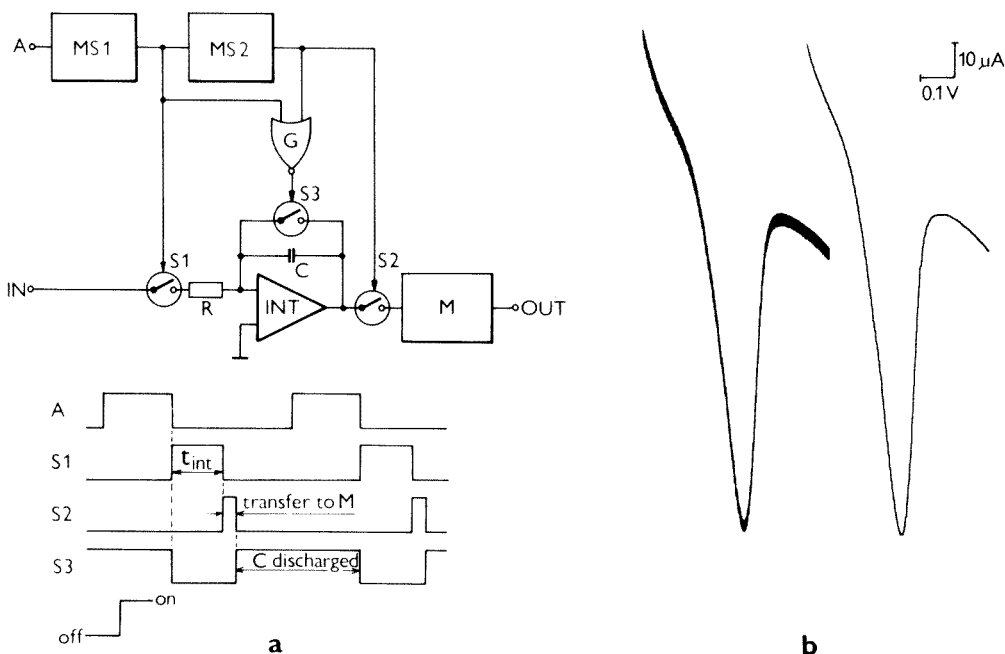 A
MS1
MS2
G
S3
S1
S2
C
IN
R
INT
M
OUT
A
S1
t int
S2
transfer to M
S3
C discharged
on
off
a
10 μA
0.1 V
b